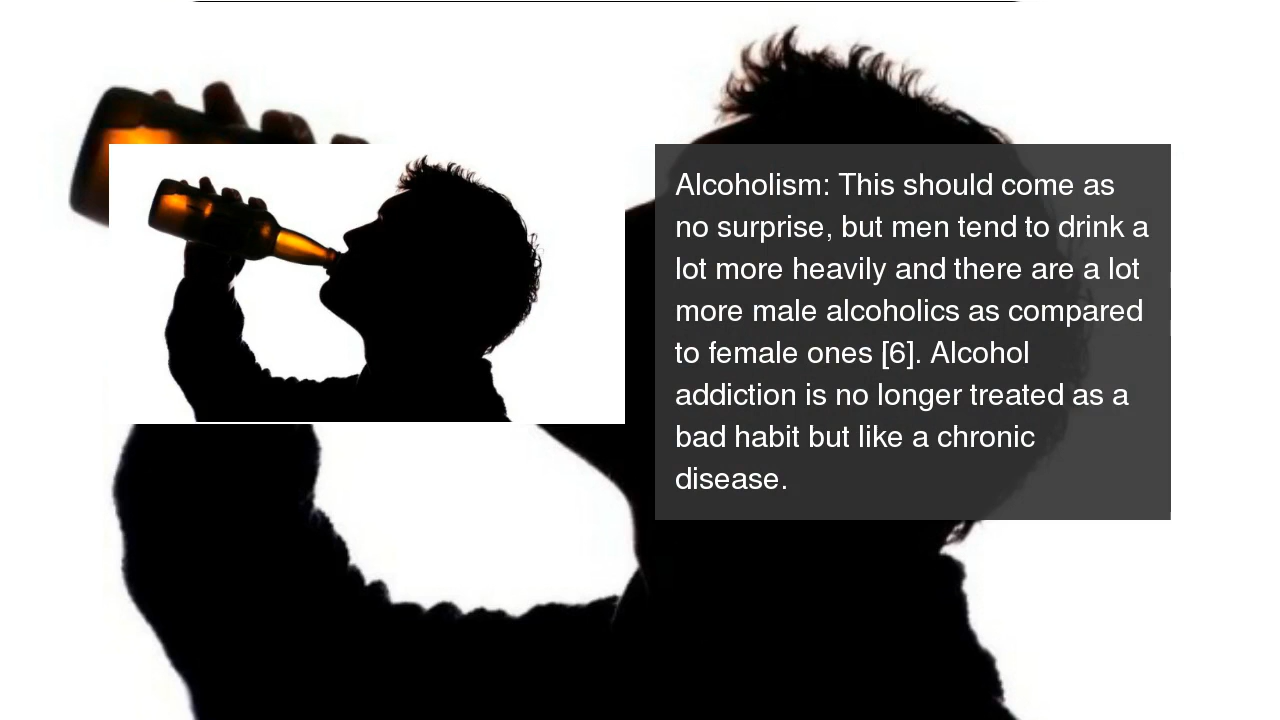 Alcoholism: This should come as
no surprise, but men tend to drink a
lot more heavily and there are a lot
more male alcoholics as compared
to female ones [6]. Alcohol
addiction is no longer treated as a
bad habit but like a chronic
disease.